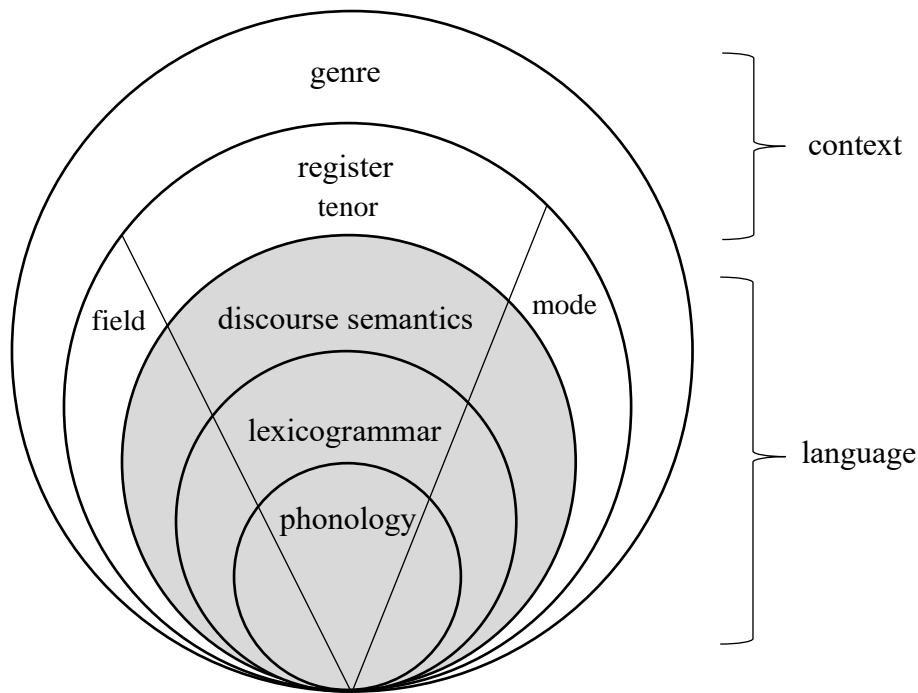 genre
context
register
tenor
field
discourse semantics
mode
lexicogrammar
language
phonology